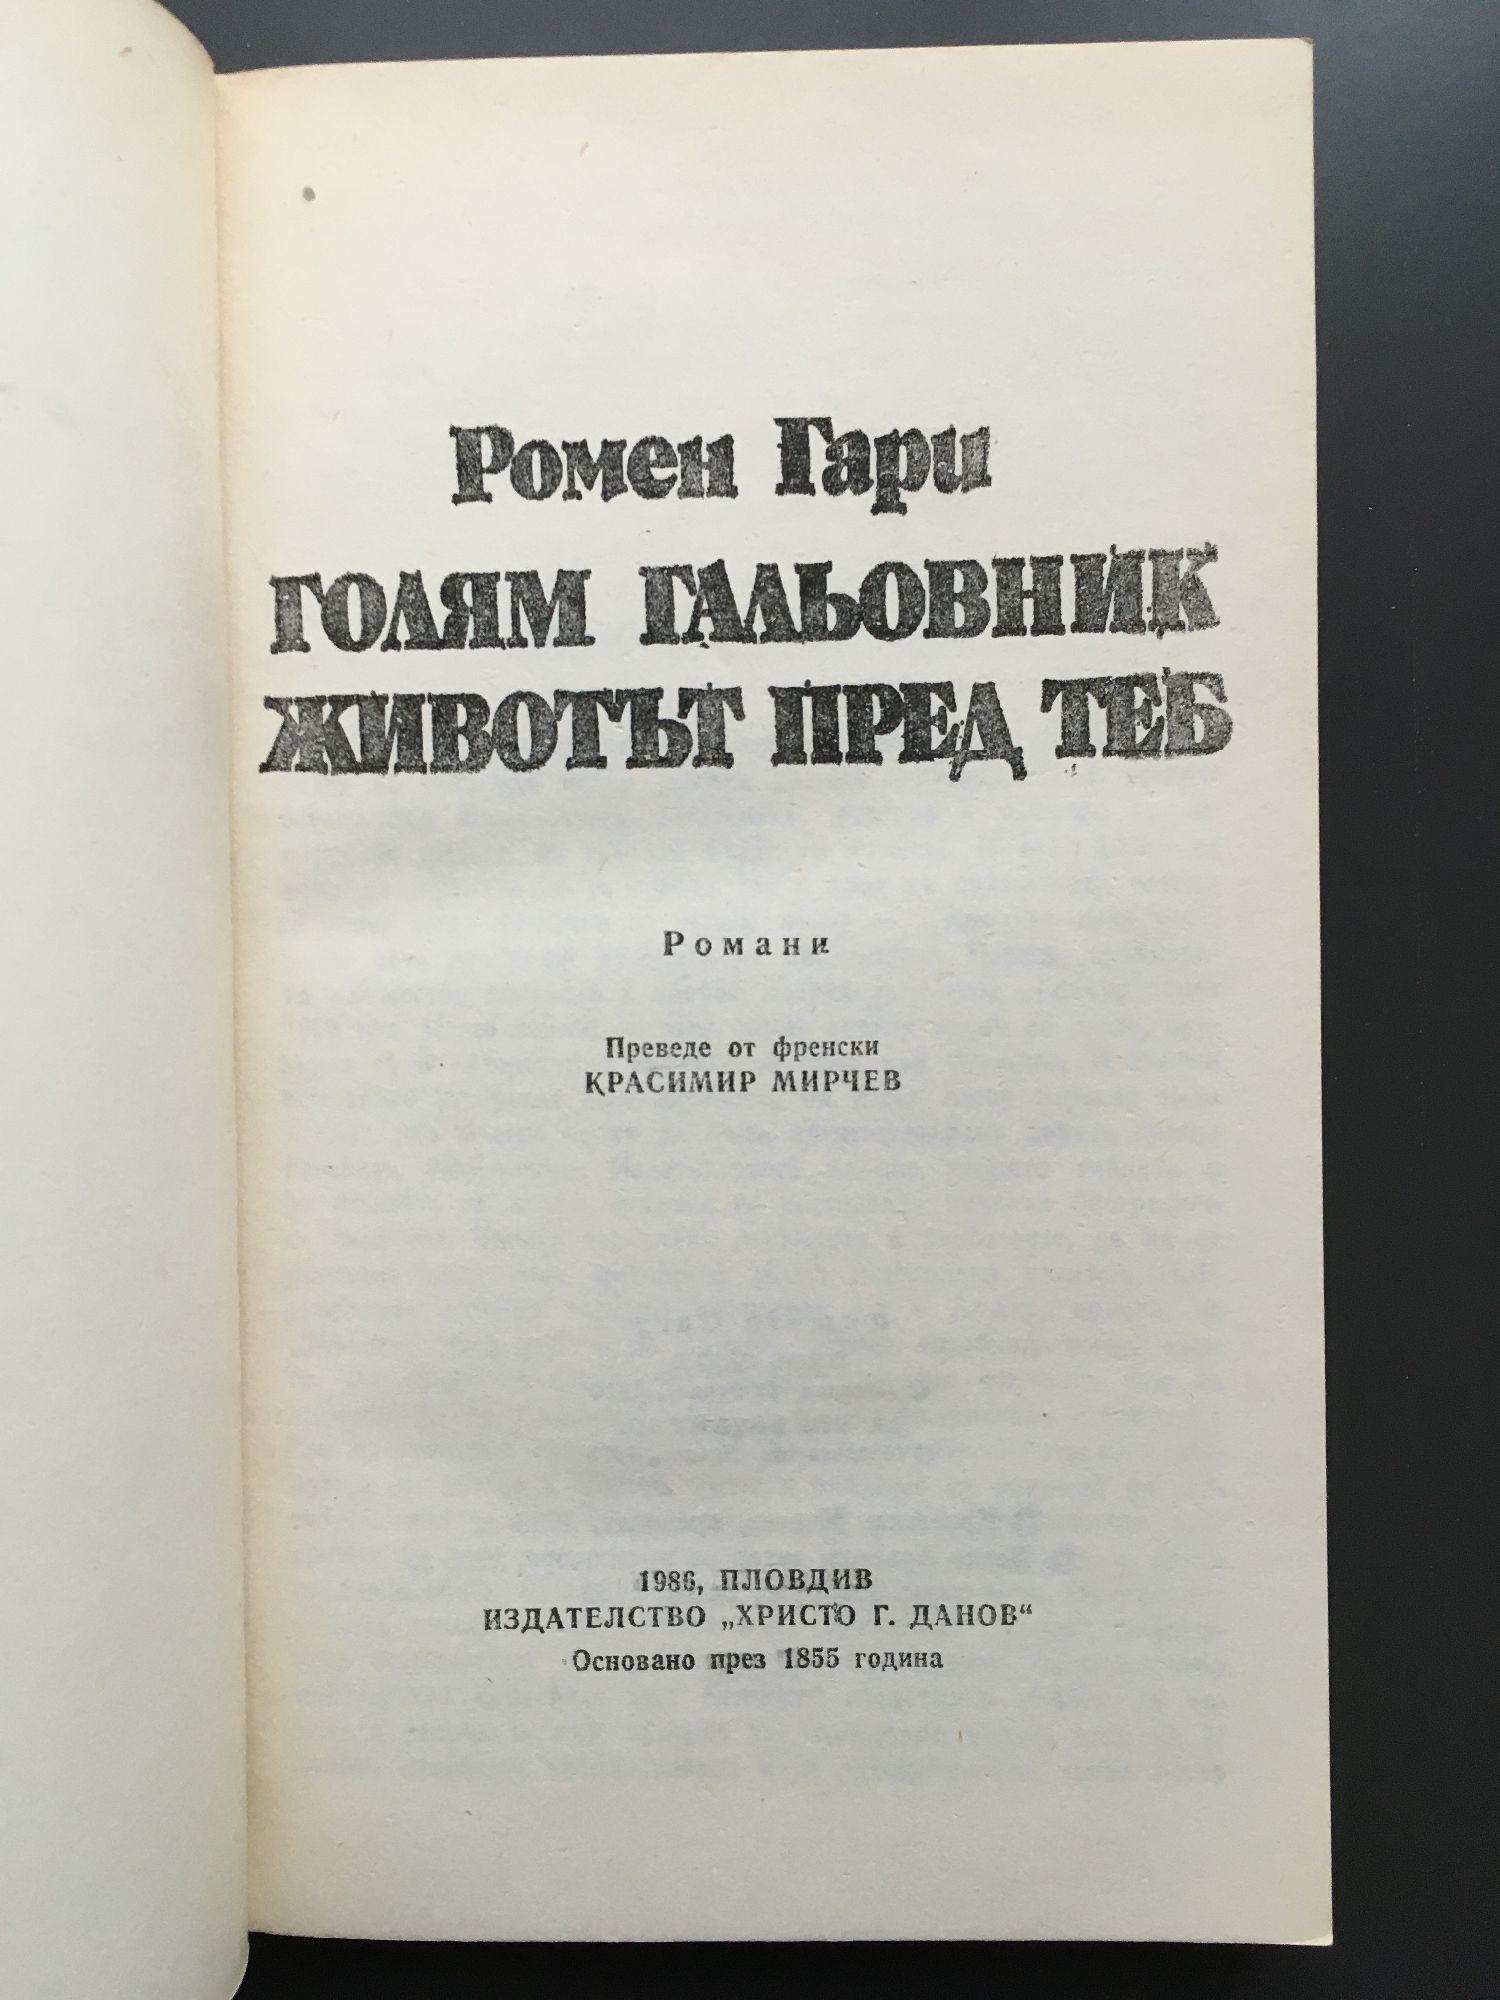 Ромен Гари
ГОЛЯМ ГАЛЬОВНИК
ЖИВОТЪТ ПРЕД ТЕБ
Романи
Преведе от френски
КРАСИМИР МИРЧЕВ
1986, ПЛОВДИВ
ИЗДАТЕЛСТВО „ХРИСТО Г. ДАНОВ“
Основано през 1855 година